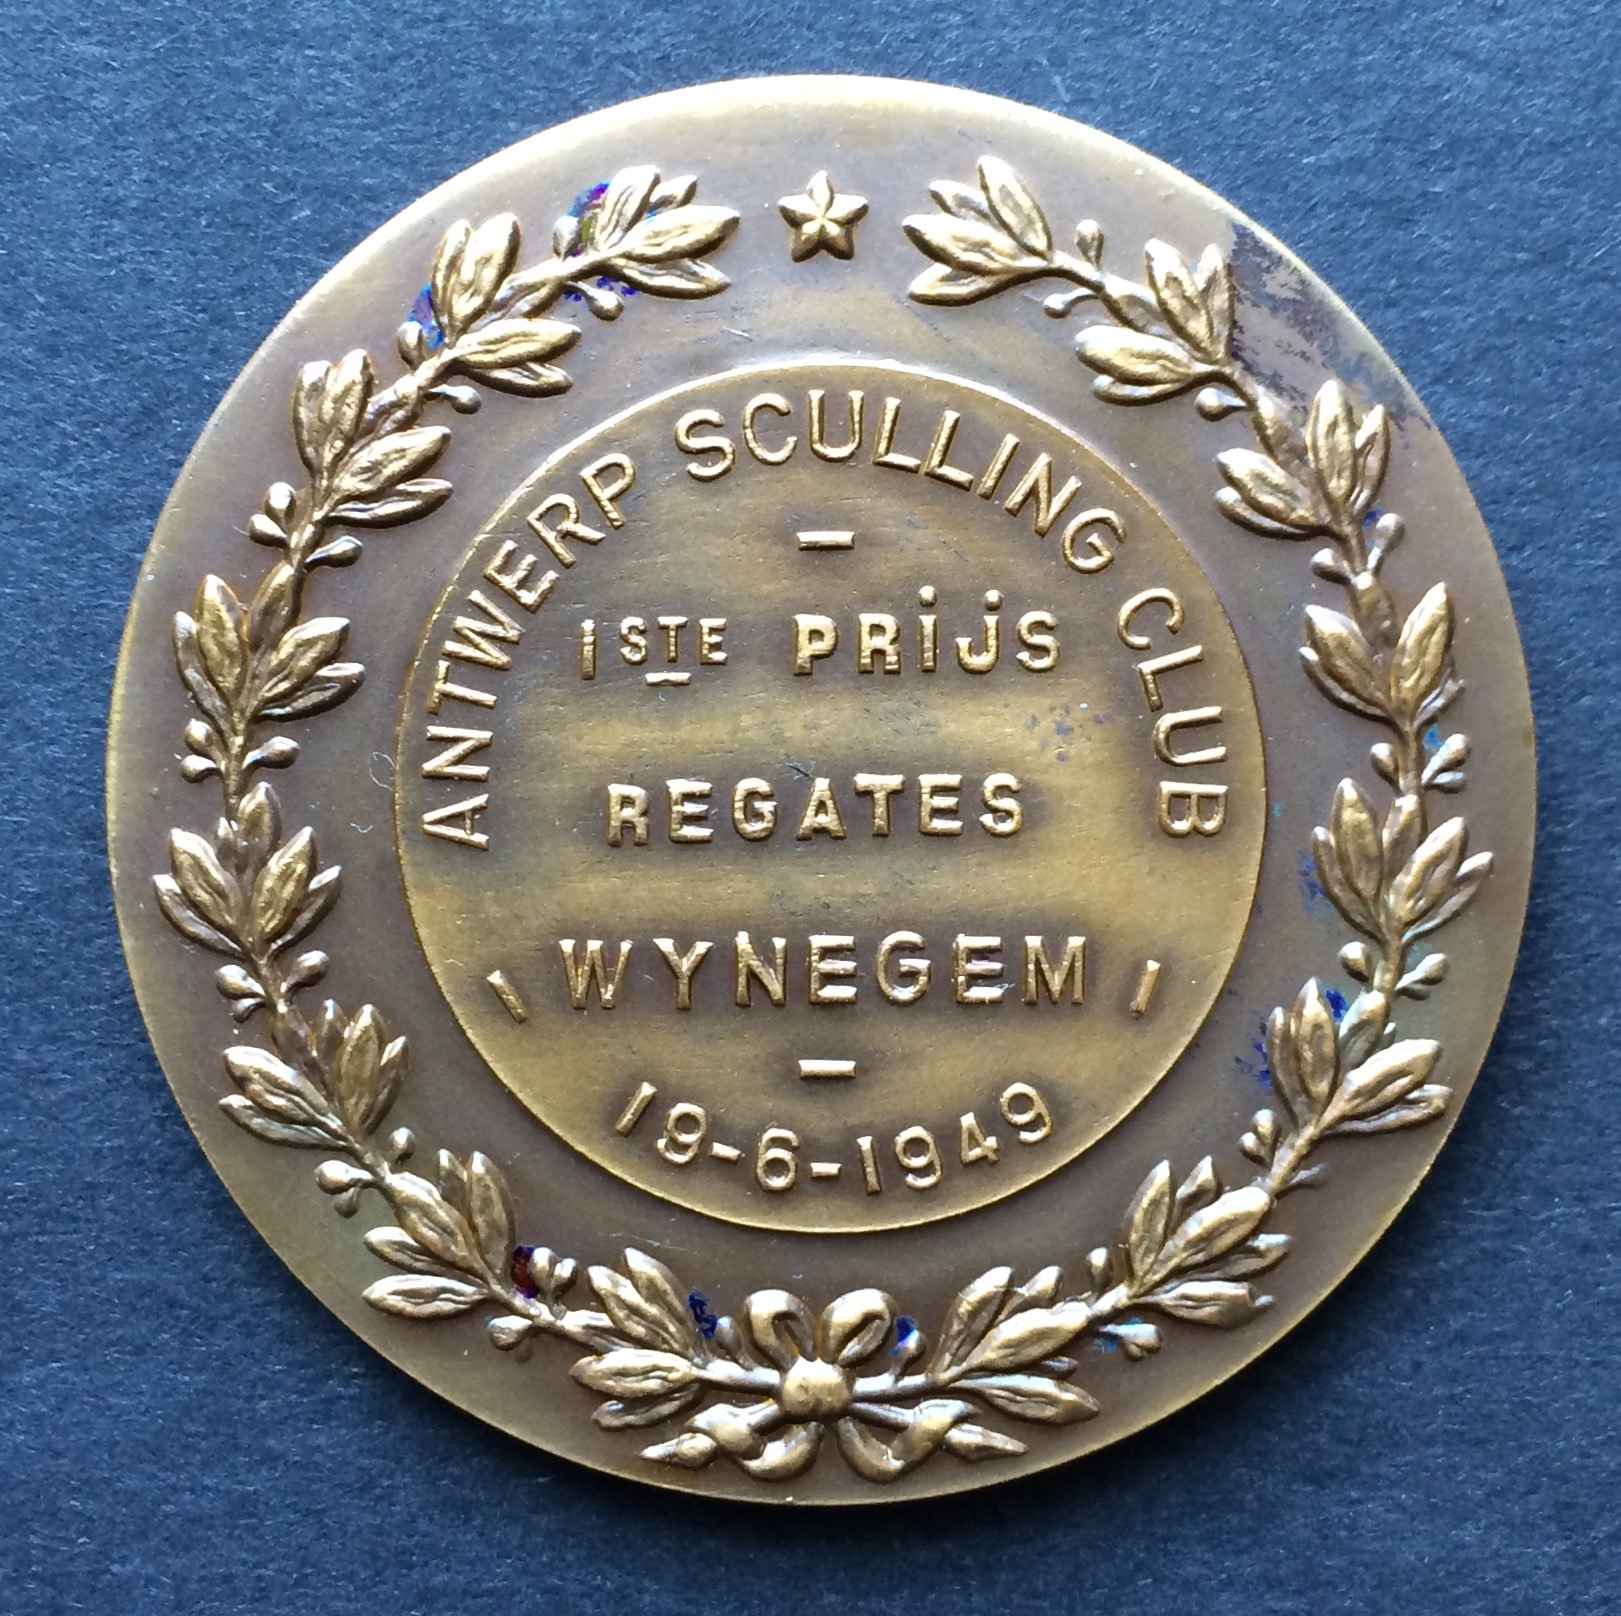 ANTWERP SCULLING CLUB
1STE PRIJS
REGATES
WYNEGEM
19-6-1949